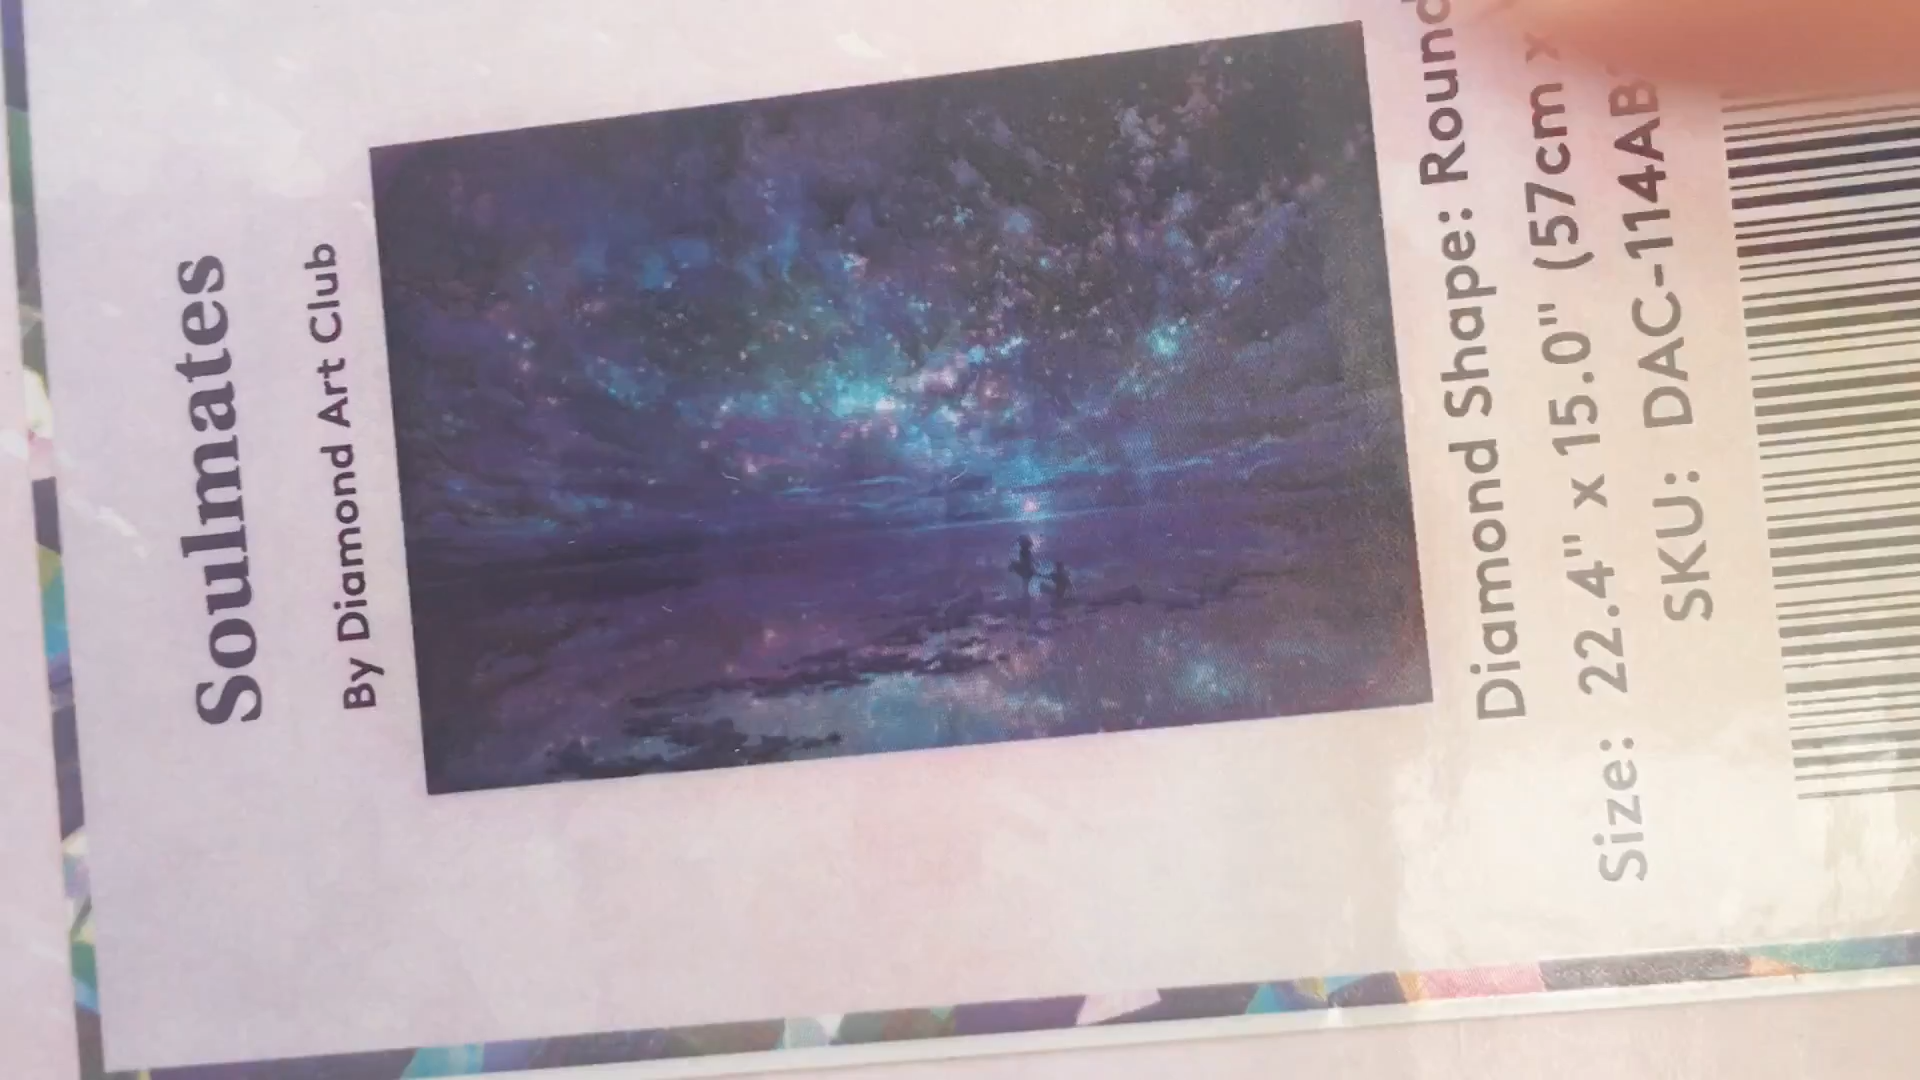 Soulmates
By Diamond Art Club
Diamond Shape: Round
Size: 22.4" x 15.0" (57cm x
SKU: DAC-114AB